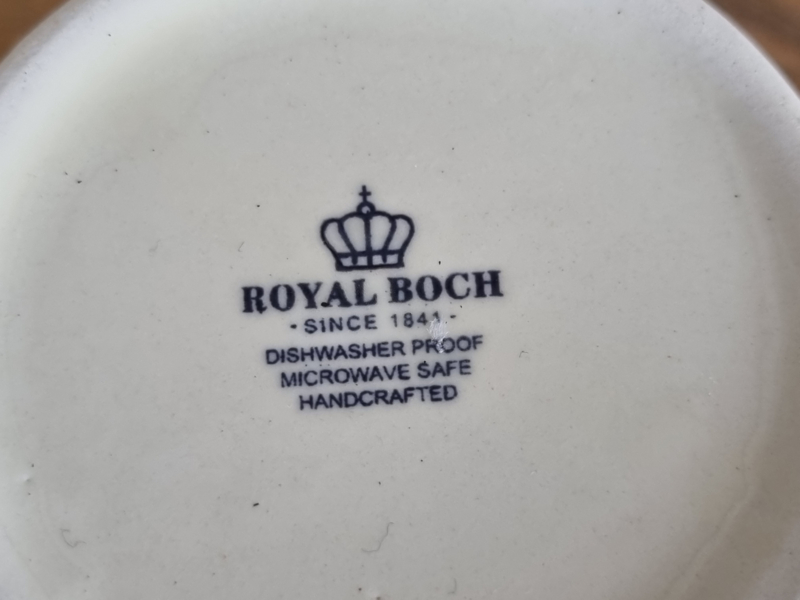 ROYAL BOCH
-SINCE 1841-
DISHWASHER PROOF
MICROWAVE SAFE
HANDCRAFTED